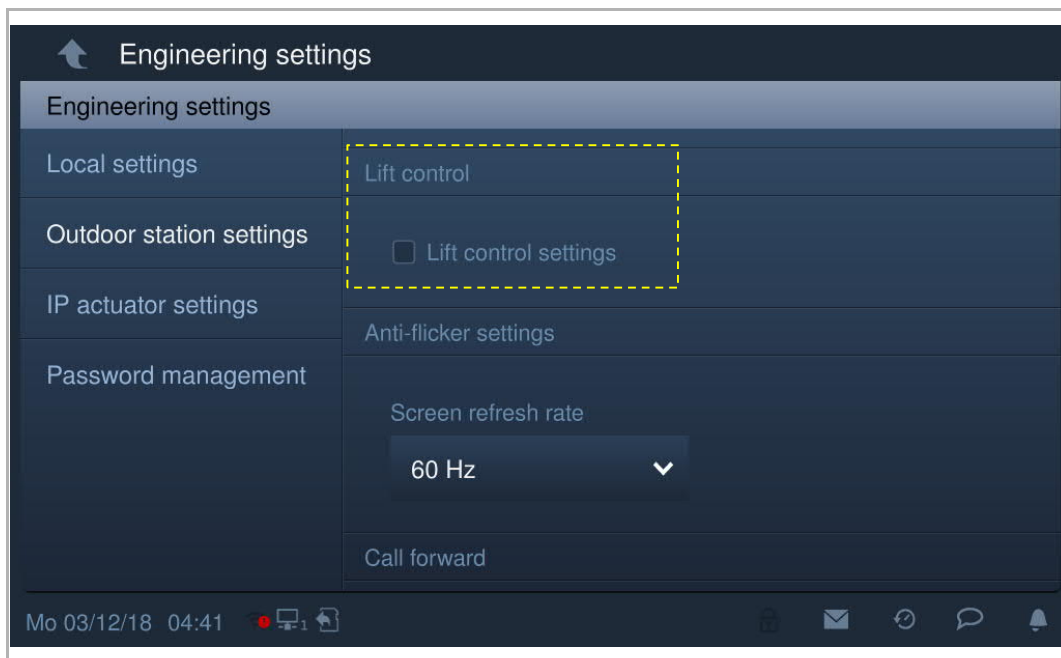 Engineering settings
Engineering settings
Local settings
Outdoor station settings
IP actuator settings
Password management
Lift control
Lift control settings
Anti-flicker settings
Screen refresh rate
60 Hz
Call forward
Mo 03/12/18 04:41
1